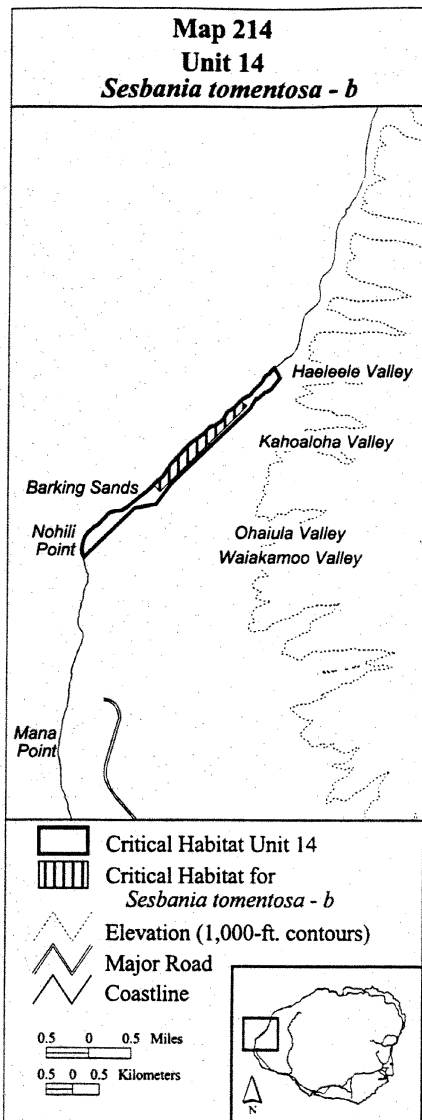 Map 214
Unit 14
Sesbania tomentosa - b
Haeleele Valley
Kahoaloha Valley
Barking Sands
Nohili
Point
Ohaiula Valley
Waiakamoo Valley
Mana
Point
Critical Habitat Unit 14
Critical Habitat for
Sesbania tomentosa - b
Elevation (1,000-ft. contours)
Major Road
Coastline
0.5 0 0.5 Miles
0.5 0 0.5 Kilometers
N